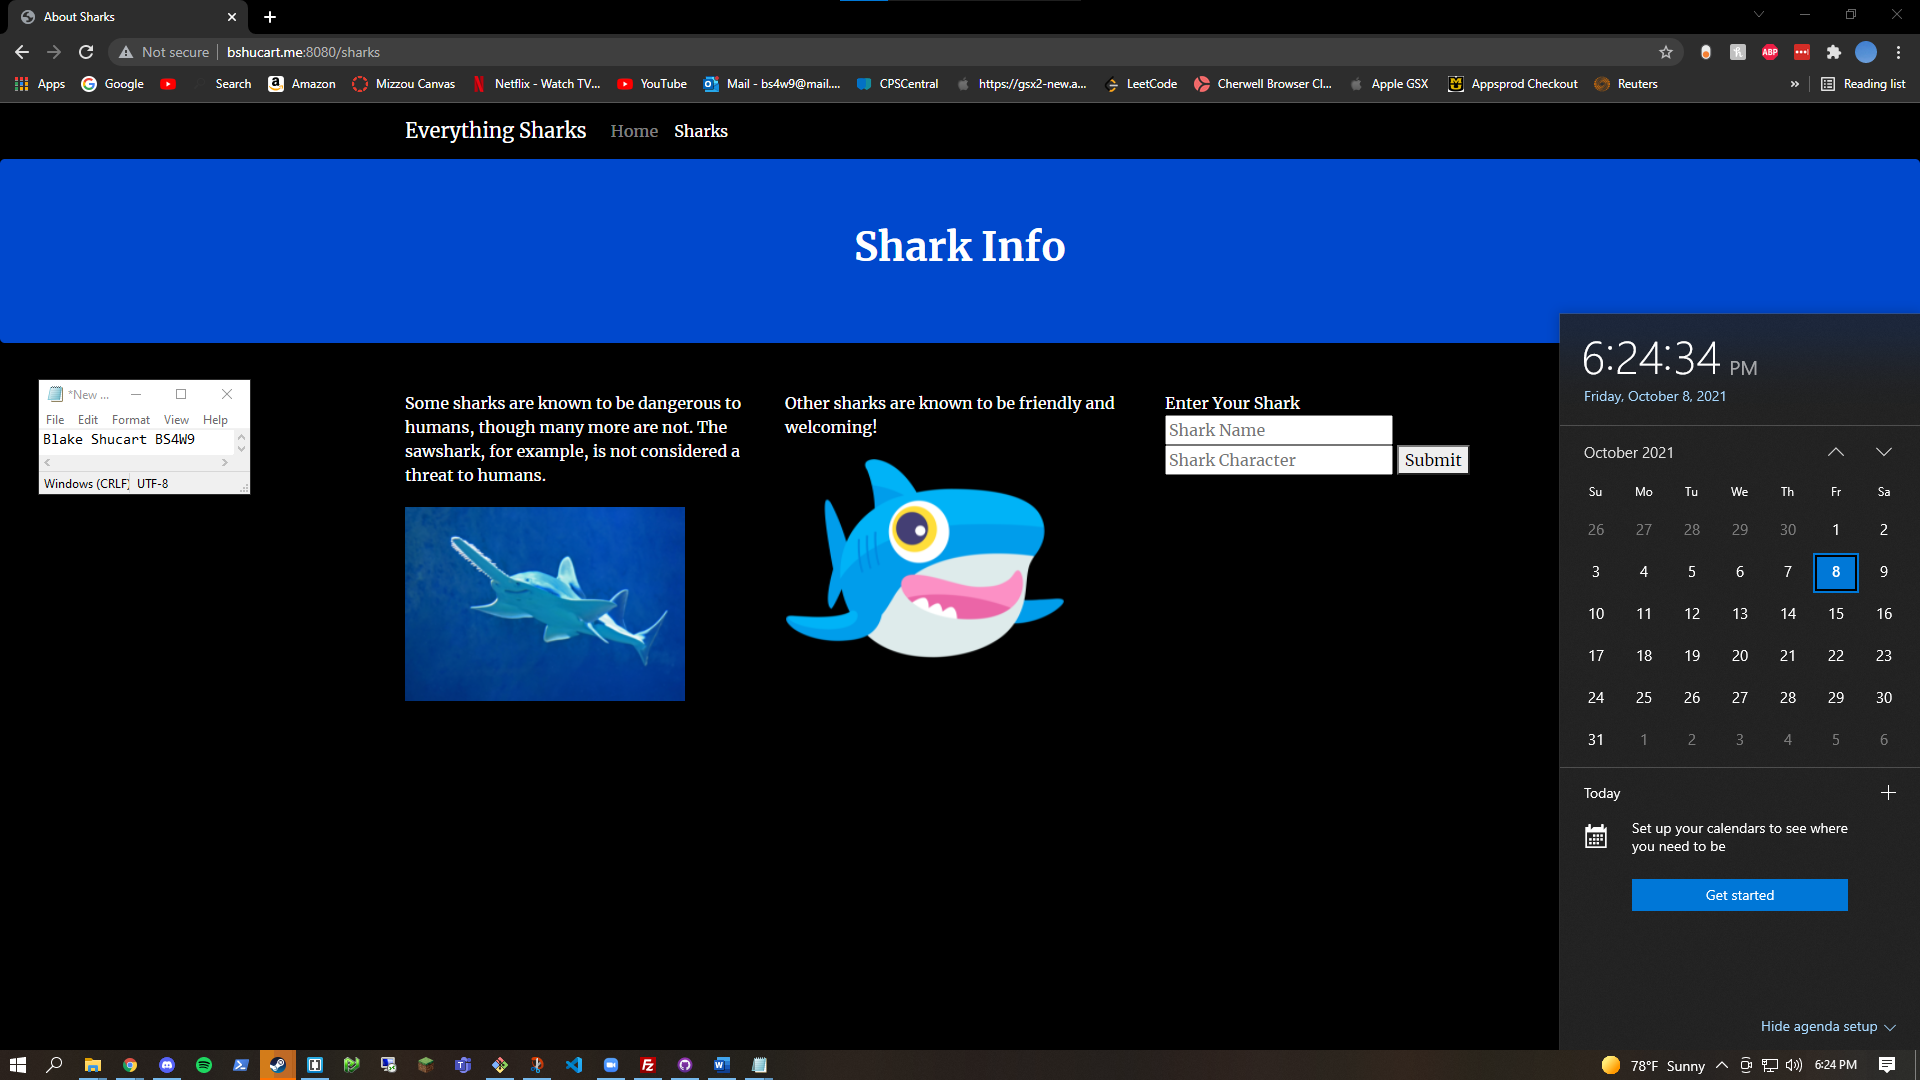 About Sharks
Not secure
bshucart.me:8080/sharks
ABP
Apps
Google
Search
Amazon
Mizzou Canvas
Netflix - Watch TV...
YouTube
Mail - bs4w9@mail....
CPSCentral
https://gsx2-new.a...
LeetCode
Cherwell Browser Cl...
Apple GSX
Appsprod Checkout
Reuters
»
Reading list
Everything Sharks Home Sharks
Shark Info
*New ...
File Edit Format View Help
Blake Shucart BS4W9
Windows (CRLF) UTF-8
Some sharks are known to be dangerous to
humans, though many more are not. The
sawshark, for example, is not considered a
threat to humans.
Other sharks are known to be friendly and
welcoming!
Enter Your Shark
Shark Name
Shark Character
Submit
6:24:34 PM
Friday, October 8, 2021
October 2021
Su Mo Tu We Th Fr Sa
26 27 28 29 30 1 2
3 4 5 6 7 8 9
10 11 12 13 14 15 16
17 18 19 20 21 22 23
24 25 26 27 28 29 30
31 1 2 3 4 5 6
Today
Set up your calendars to see where
you need to be
Get started
Hide agenda setup
78°F Sunny
6:24 PM